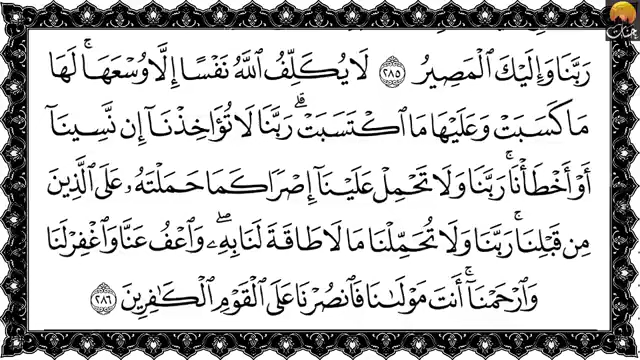 رَبَّنَا وَإِلَيْكَ ٱلْمَصِيرُ ٢٨٥ لَا يُكَلِّفُ ٱللَّهُ نَفْسًا إِلَّا وُسْعَهَا ۚ لَهَا
مَا كَسَبَتْ وَعَلَيْهَا مَا ٱكْتَسَبَتْ ۗ رَبَّنَا لَا تُؤَاخِذْنَآ إِن نَّسِينَآ
أَوْ أَخْطَأْنَا ۚ رَبَّنَا وَلَا تَحْمِلْ عَلَيْنَآ إِصْرًا كَمَا حَمَلْتَهُۥ عَلَى ٱلَّذِينَ
مِن قَبْلِنَا ۚ رَبَّنَا وَلَا تُحَمِّلْنَا مَا لَا طَاقَةَ لَنَا بِهِۦ ۖ وَٱعْفُ عَنَّا وَٱغْفِرْ لَنَا
وَٱرْحَمْنَآ ۚ أَنتَ مَوْلَىٰنَا فَٱنصُرْنَا عَلَى ٱلْقَوْمِ ٱلْكَٰفِرِينَ ٢٨٦